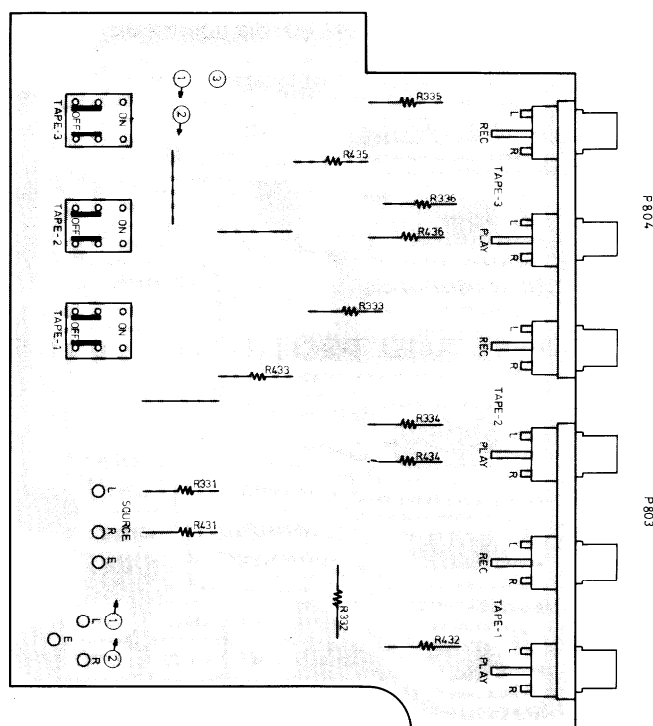 1
3
2
TAPE-3
OFF
ON
TAPE-2
OFF
ON
TAPE-1
OFF
ON
R335
R435
R336
R436
R333
R433
R334
R434
R331
R431
R332
R432
L
R
E
SOURCE
L
E
R
1
2
L
REC
R
TAPE-3
L
PLAY
R
P804
L
REC
R
TAPE-2
L
PLAY
R
P803
L
REC
R
TAPE-1
L
PLAY
R